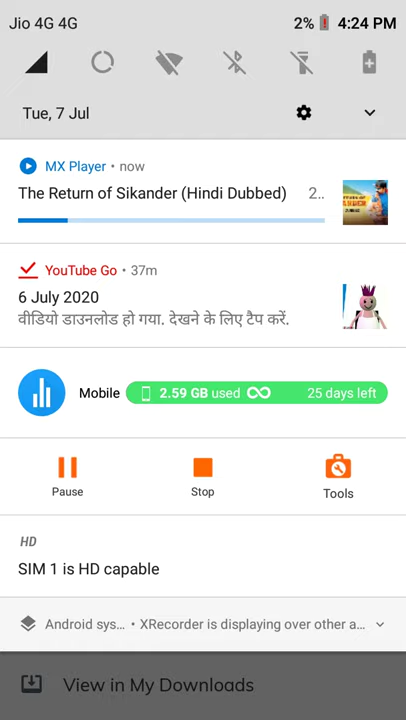 Jio 4G 4G 2% 4:24 PM
Tue, 7 Jul
MX Player • now
The Return of Sikander (Hindi Dubbed) 2..
YouTube Go • 37m
6 July 2020
वीडियो डाउनलोड हो गया. देखने के लिए टैप करें.
Mobile 2.59 GB used 25 days left
Pause Stop Tools
HD
SIM 1 is HD capable
Android sys... • XRecorder is displaying over other a...
View in My Downloads